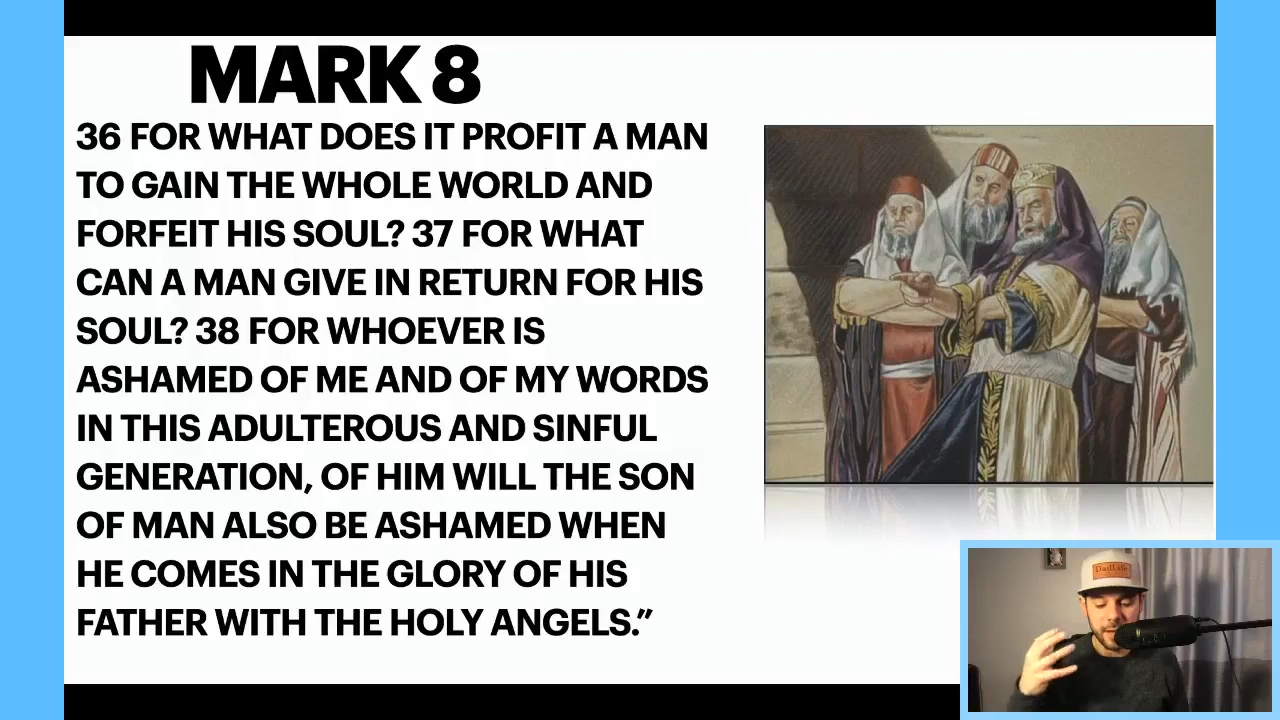 MARK 8
36 FOR WHAT DOES IT PROFIT A MAN
TO GAIN THE WHOLE WORLD AND
FORFEIT HIS SOUL? 37 FOR WHAT
CAN A MAN GIVE IN RETURN FOR HIS
SOUL? 38 FOR WHOEVER IS
ASHAMED OF ME AND OF MY WORDS
IN THIS ADULTEROUS AND SINFUL
GENERATION, OF HIM WILL THE SON
OF MAN ALSO BE ASHAMED WHEN
HE COMES IN THE GLORY OF HIS
FATHER WITH THE HOLY ANGELS.”
DadLife